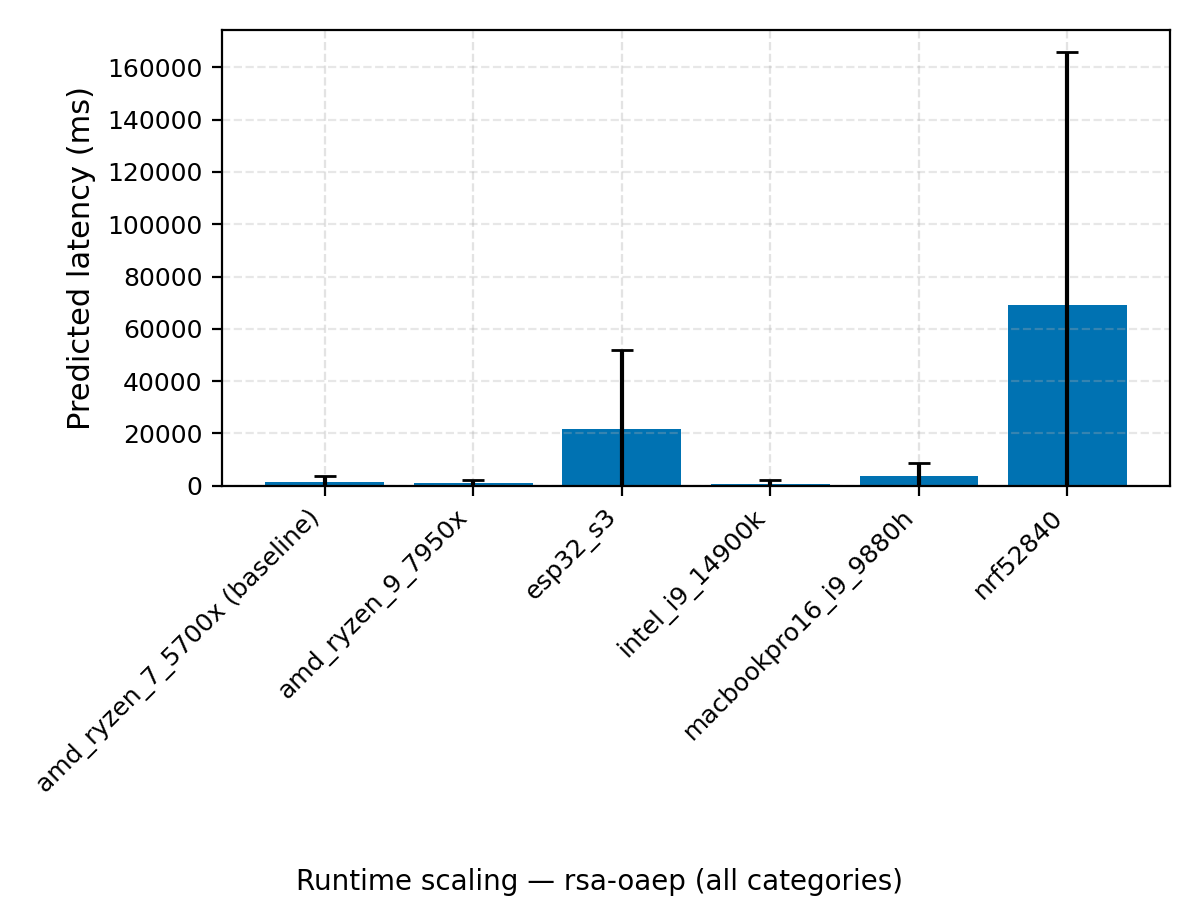 Predicted latency (ms)
160000
140000
120000
100000
80000
60000
40000
20000
0
amd_ryzen_7_5700x (baseline)
amd_ryzen_9_7950x
esp32_s3
intel_i9_14900k
macbookpro16_i9_9880h
nrf52840
Runtime scaling — rsa-oaep (all categories)